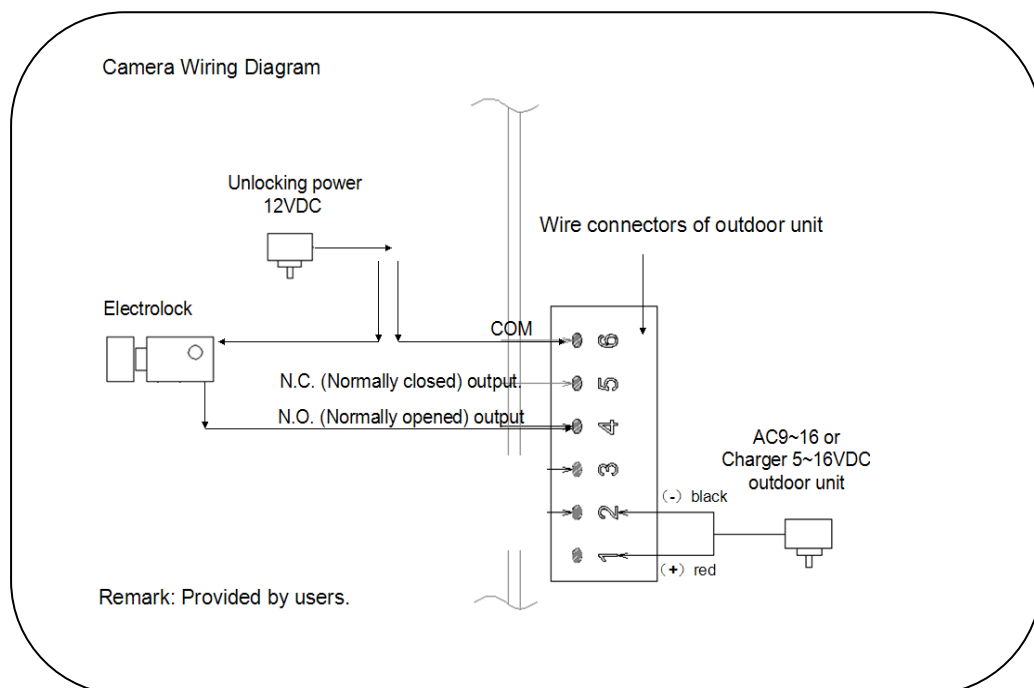 Camera Wiring Diagram
Unlocking power
12VDC
Wire connectors of outdoor unit
Electrolock
COM
6
N.C. (Normally closed) output.
5
N.O. (Normally opened) output
4
AC9~16 or
Charger 5~16VDC
outdoor unit
3
(-) black
2
1
(+) red
Remark: Provided by users.